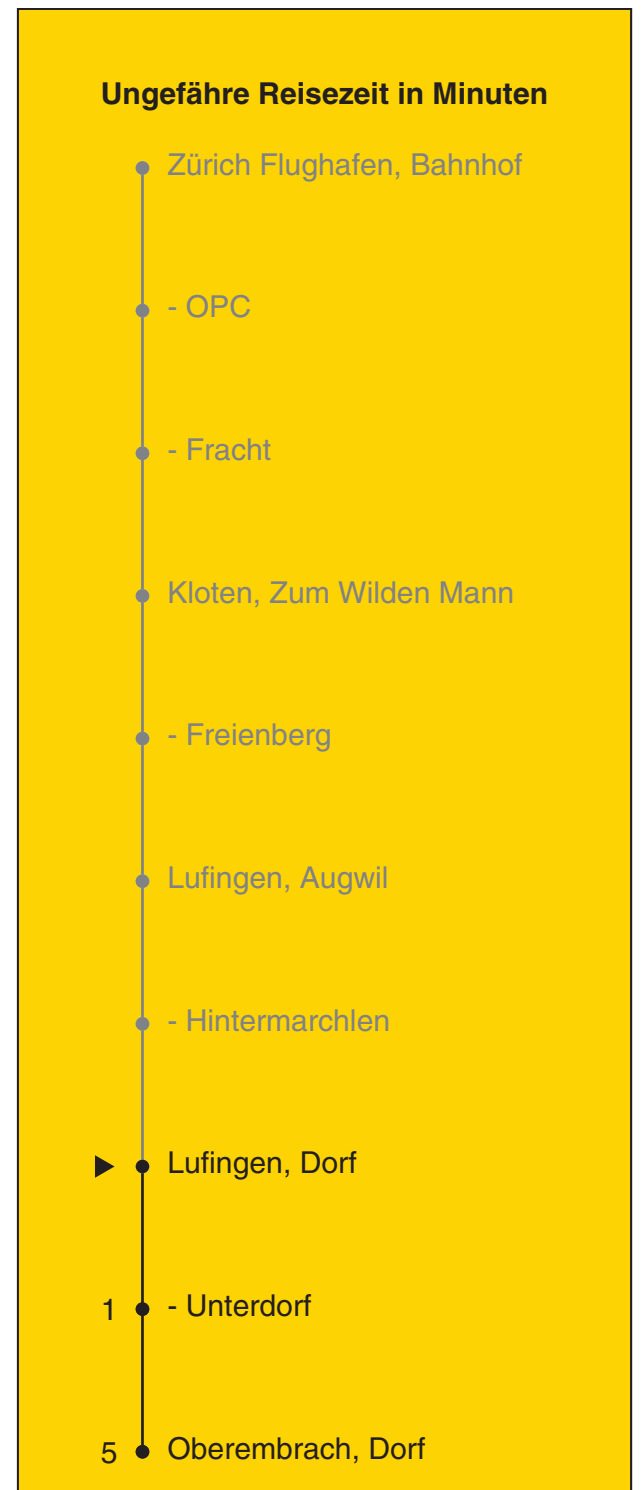 Ungefähre Reisezeit in Minuten
Zürich Flughafen, Bahnhof
- OPC
- Fracht
Kloten, Zum Wilden Mann
- Freienberg
Lufingen, Augwil
- Hintermarchlen
Lufingen, Dorf
1 - Unterdorf
5 Oberembrach, Dorf